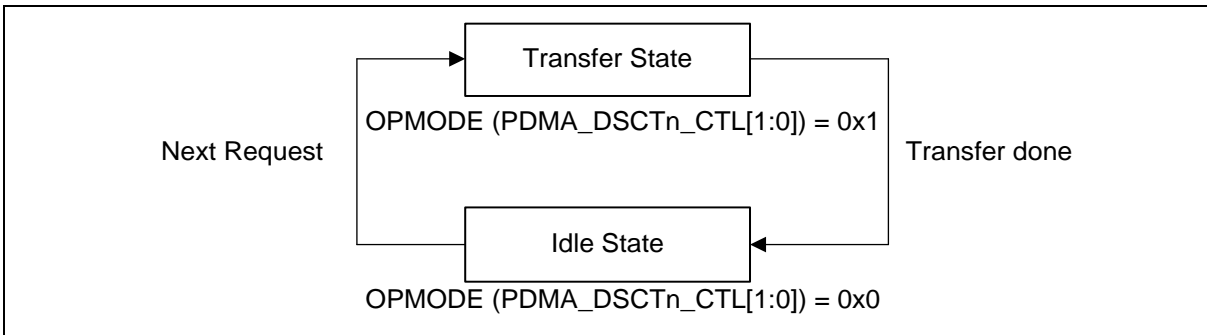 Transfer State
OPMODE (PDMA_DSCTn_CTL[1:0]) = 0x1
Next Request
Transfer done
Idle State
OPMODE (PDMA_DSCTn_CTL[1:0]) = 0x0